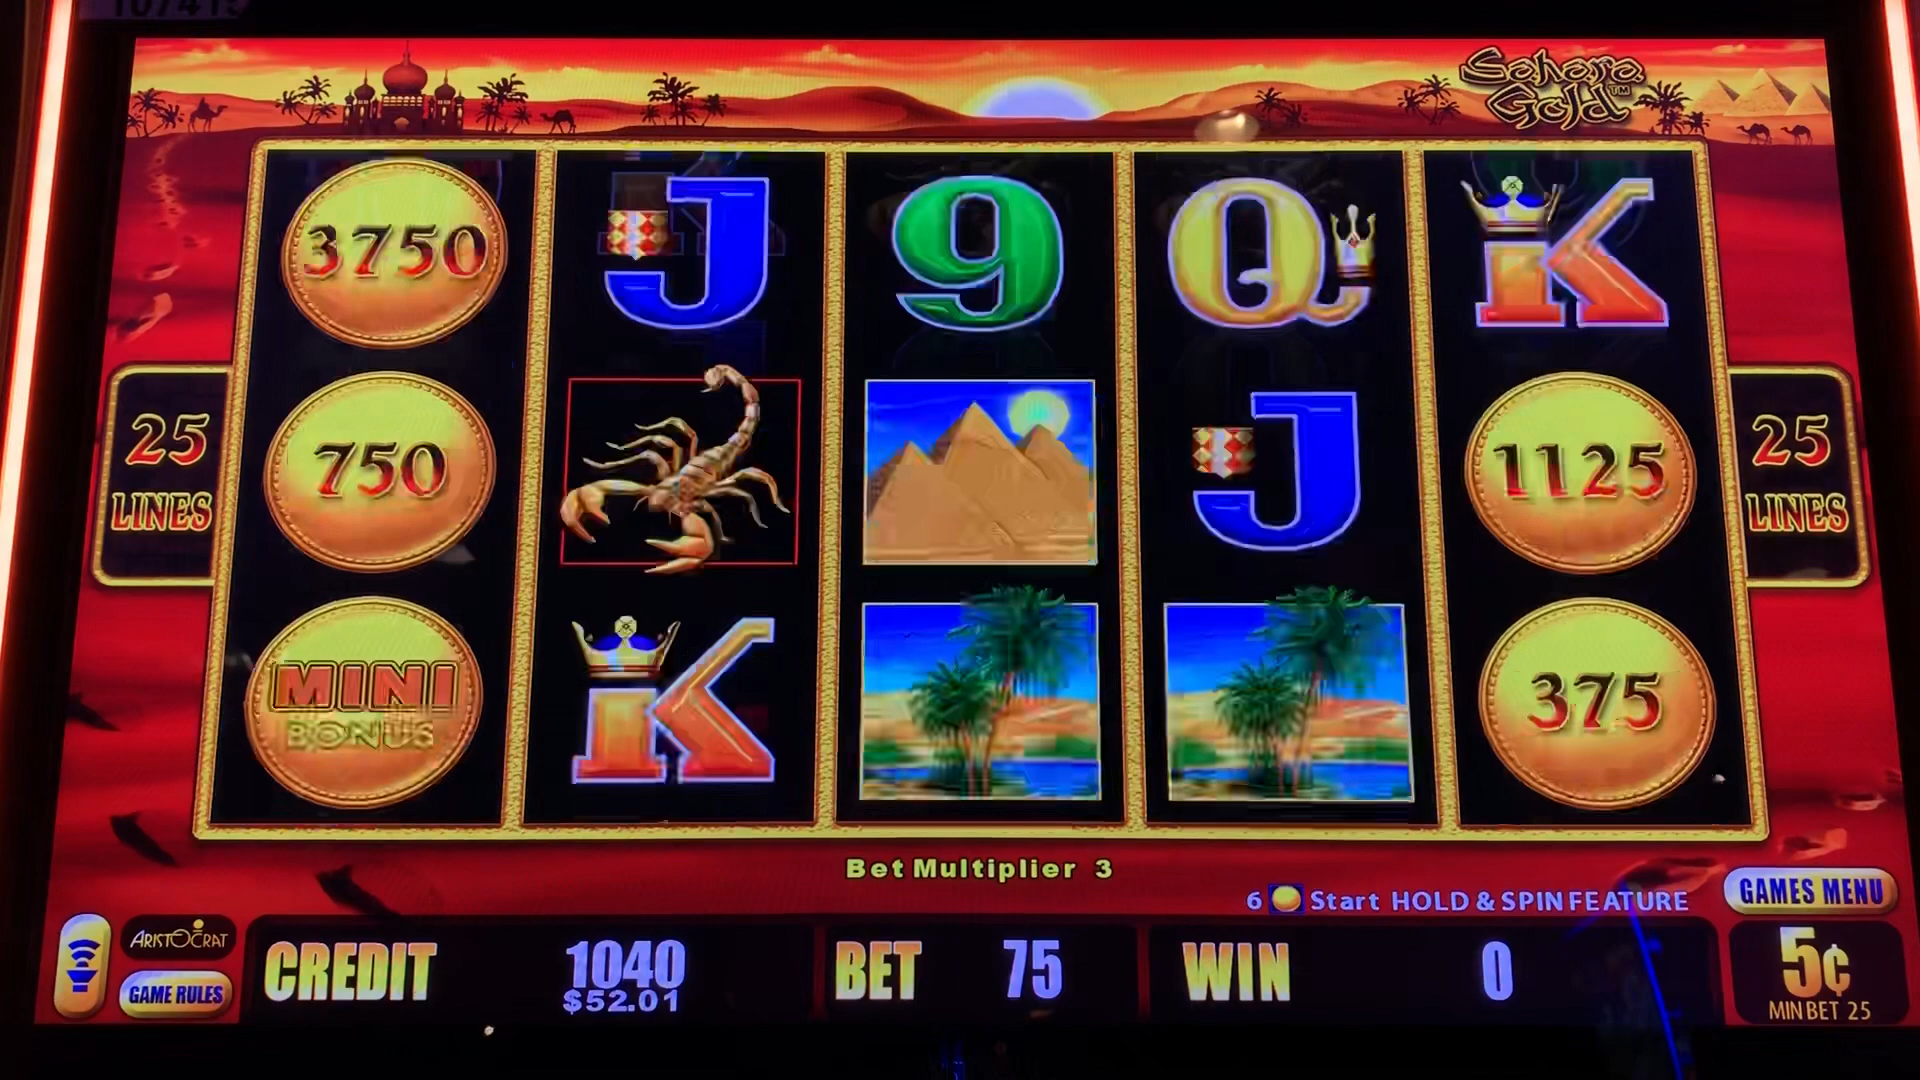 Sahara
Gold™
3750
J
9
Q
K
25
LINES
750
J
1125
25
LINES
MINI
BONUS
K
375
Bet Multiplier 3
6 Start HOLD & SPIN FEATURE
GAMES MENU
ARISTOCRAT
GAME RULES
CREDIT 1040
$52.01
BET 75
WIN 0
5¢
MIN BET 25